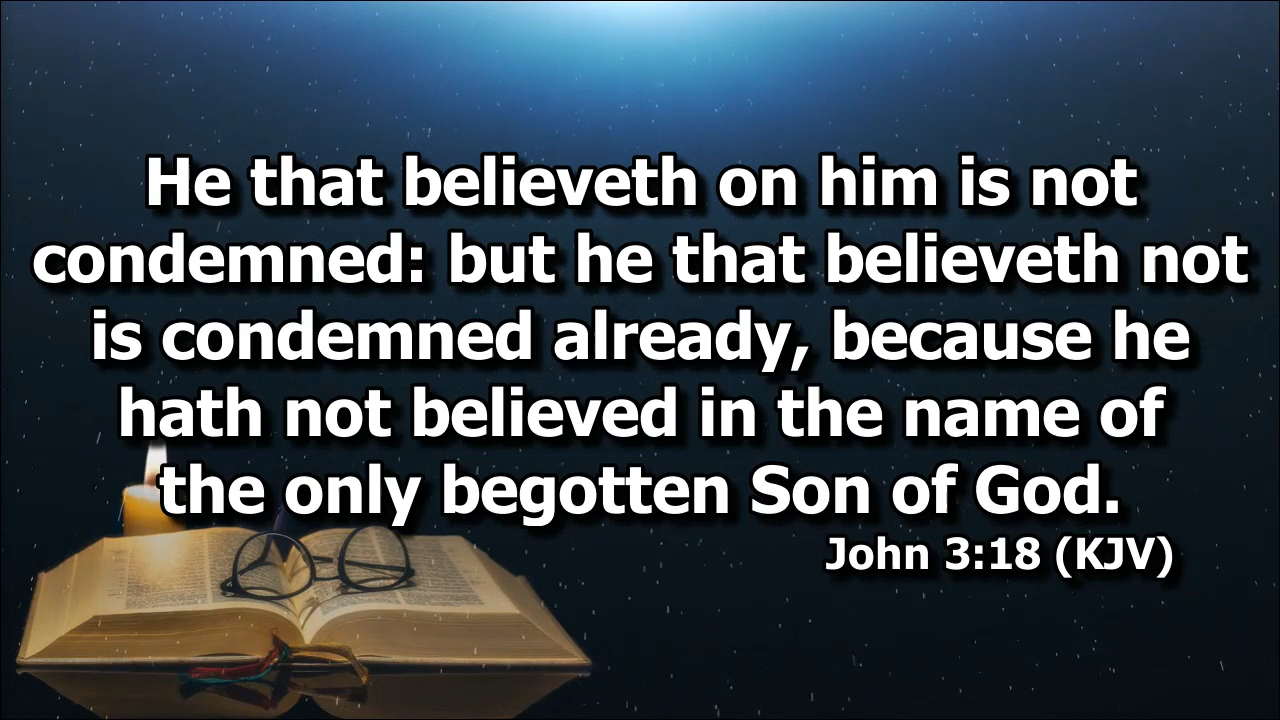 He that believeth on him is not
condemned: but he that believeth not
is condemned already, because he
hath not believed in the name of
the only begotten Son of God.
John 3:18 (KJV)